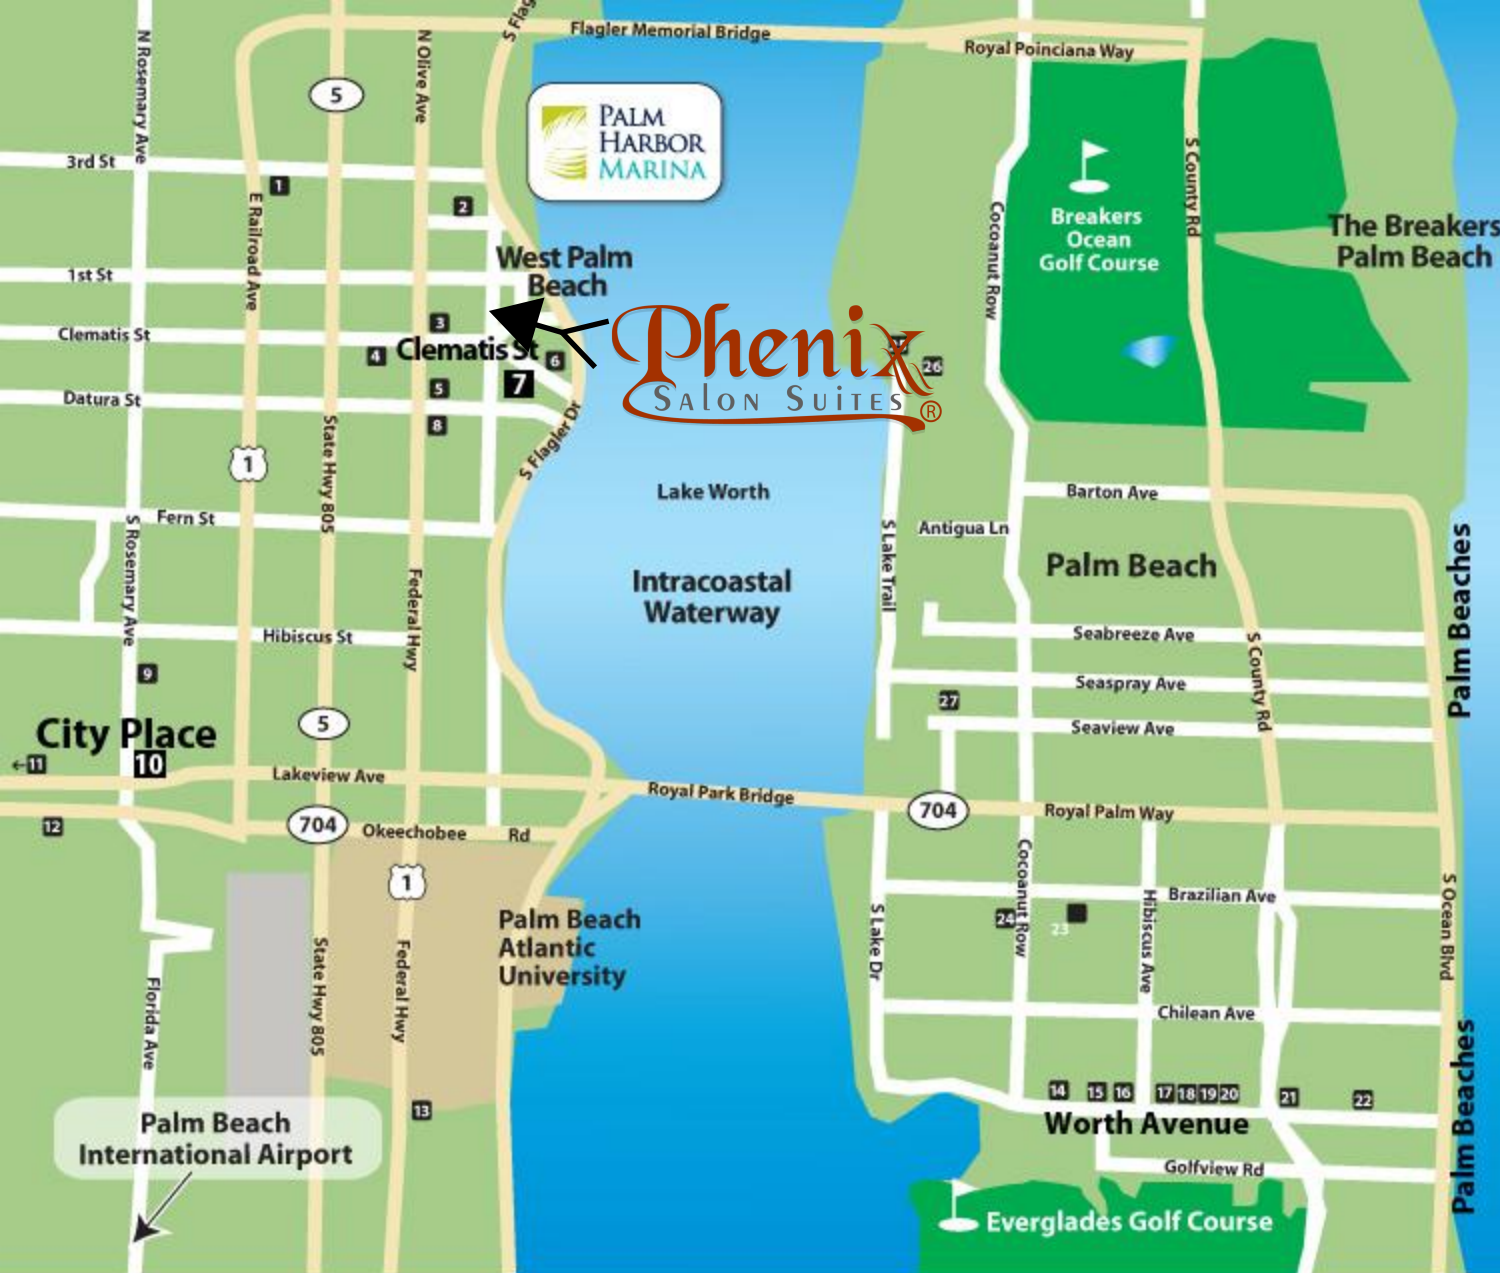 S Flag
Flagler Memorial Bridge
Royal Poinciana Way
N Rosemary Ave
N Olive Ave
5
PALM
HARBOR
MARINA
3rd St
1
2
E Railroad Ave
S County Rd
Cocoanut Row
Breakers
Ocean
Golf Course
The Breakers
Palm Beach
West Palm
Beach
1st St
Clematis St
3
4
Clematis St
6
5
7
8
Phenix
SALON SUITES®
26
Datura St
S Flagler Dr
1
State Hwy 805
Lake Worth
Barton Ave
Fern St
S Rosemary Ave
Antigua Ln
S Lake Trail
Palm Beach
Palm Beaches
Intracoastal
Waterway
Federal Hwy
Hibiscus St
Seabreeze Ave
S County Rd
9
Seaspray Ave
27
5
Seaview Ave
City Place
10
←11
Lakeview Ave
Royal Park Bridge
704
Royal Palm Way
12
704
Okeechobee Rd
1
Cocoanut Row
Brazilian Ave
Hibiscus Ave
S Ocean Blvd
24
23
S Lake Dr
Palm Beach
Atlantic
University
State Hwy 805
Federal Hwy
Florida Ave
Chilean Ave
Palm Beaches
14
15
16
17
18
19
20
21
22
13
Worth Avenue
Palm Beach
International Airport
Golfview Rd
Everglades Golf Course